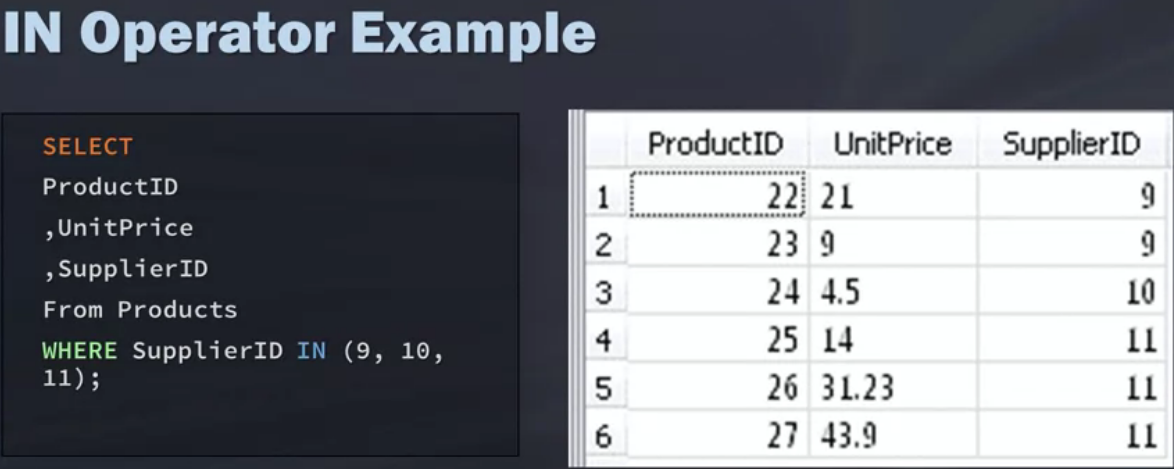 IN Operator Example
SELECT
ProductID
,UnitPrice
,SupplierID
From Products
WHERE SupplierID IN (9, 10,
11);
ProductID UnitPrice SupplierID
1 22 21 9
2 23 9 9
3 24 4.5 10
4 25 14 11
5 26 31.23 11
6 27 43.9 11